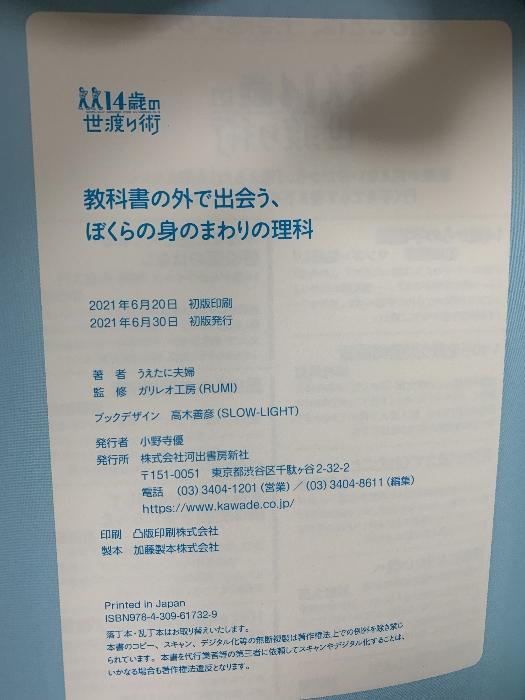 14歳の
世渡り術
教科書の外で出会う、
ぼくらの身のまわりの理科
2021年6月20日 初版印刷
2021年6月30日 初版発行
著 者 うえたに夫婦
監 修 ガリレオ工房(RUMI)
ブックデザイン 高木善彦(SLOW-LIGHT)
発行者 小野寺優
発行所 株式会社河出書房新社
〒151-0051 東京都渋谷区千駄ヶ谷2-32-2
電話 (03)3404-1201(営業)/(03)3404-8611(編集)
https://www.kawade.co.jp/
印刷 凸版印刷株式会社
製本 加藤製本株式会社
Printed in Japan
ISBN978-4-309-61732-9
落丁本・乱丁本はお取り替えいたします。
本書のコピー、スキャン、デジタル化等の無断複製は著作権法上での例外を除き禁じ
られています。本書を代行業者等の第三者に依頼してスキャンやデジタル化することは、
いかなる場合も著作権法違反となります。